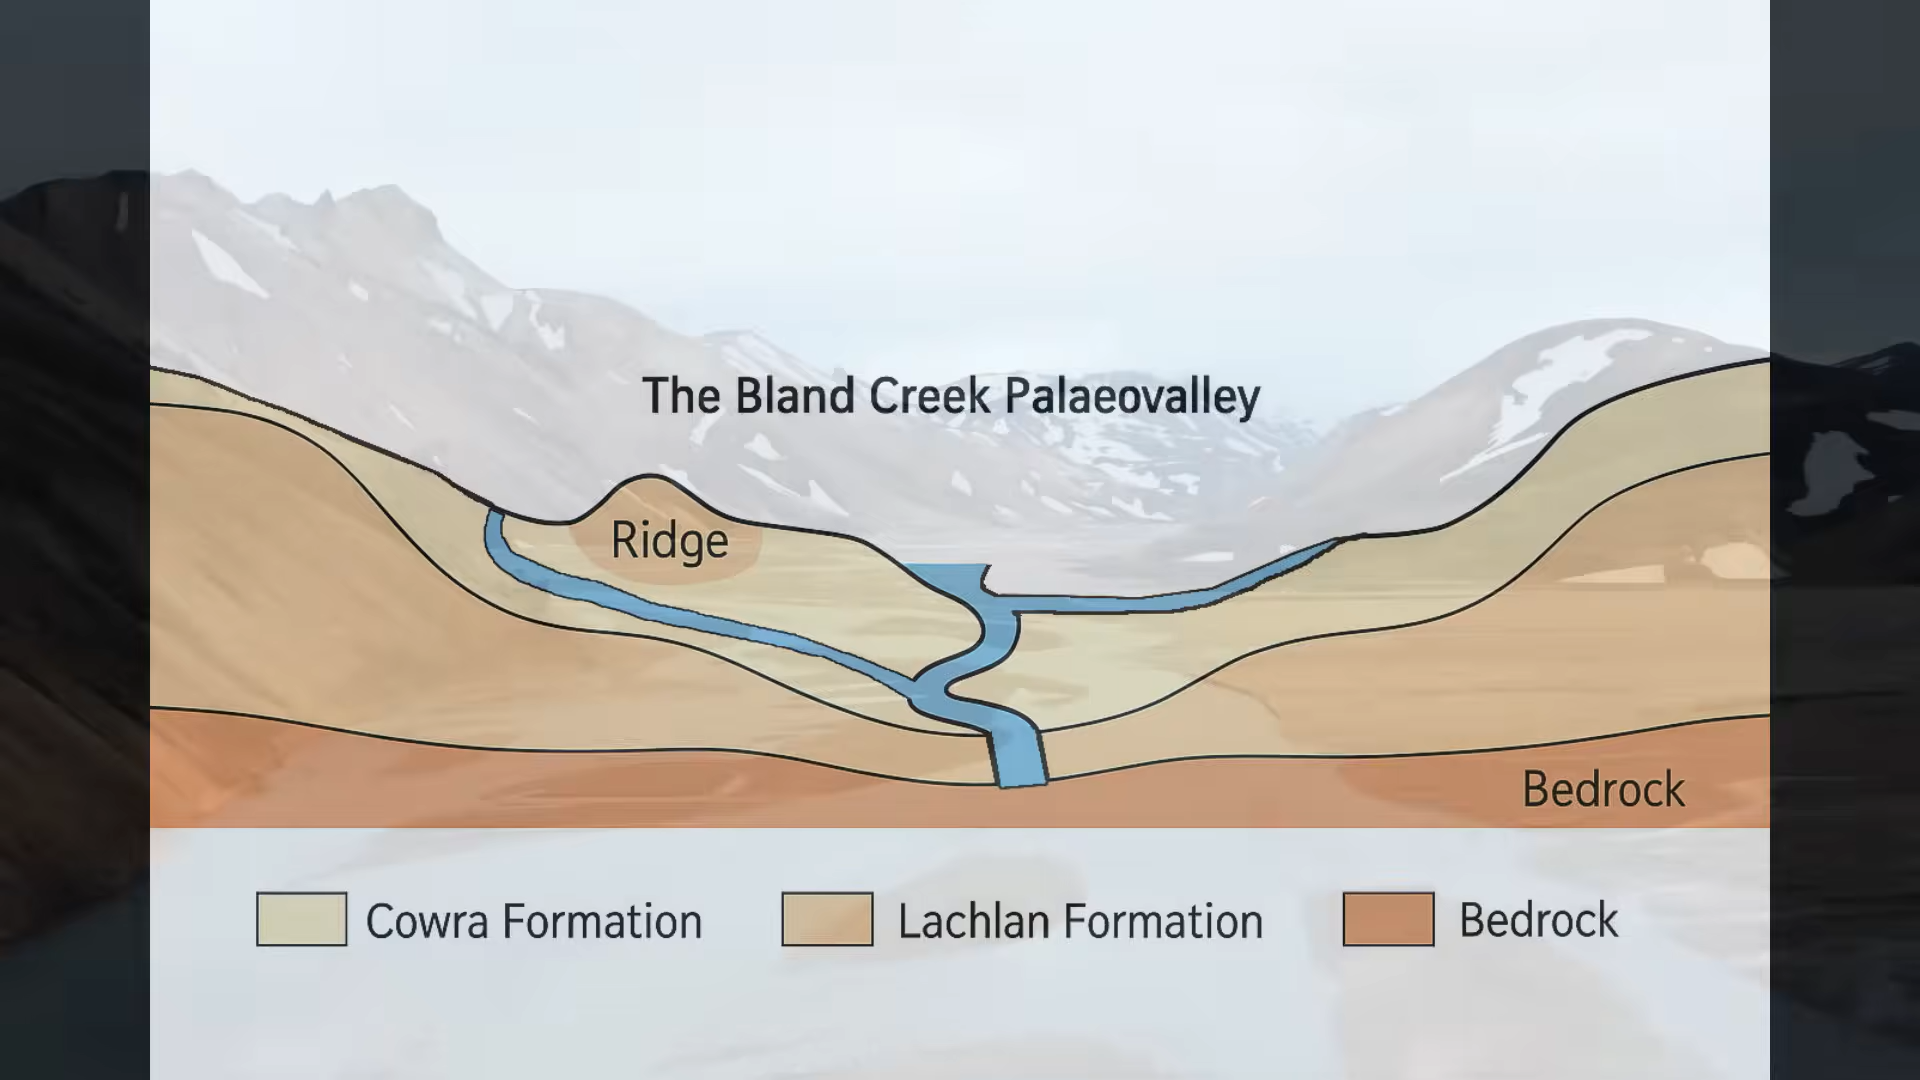 The Bland Creek Palaeovalley
Ridge
Bedrock
Cowra Formation
Lachlan Formation
Bedrock